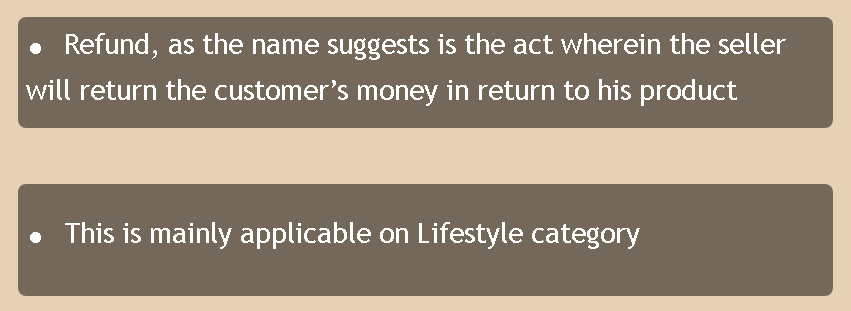 ● Refund, as the name suggests is the act wherein the seller
will return the customer’s money in return to his product
● This is mainly applicable on Lifestyle category